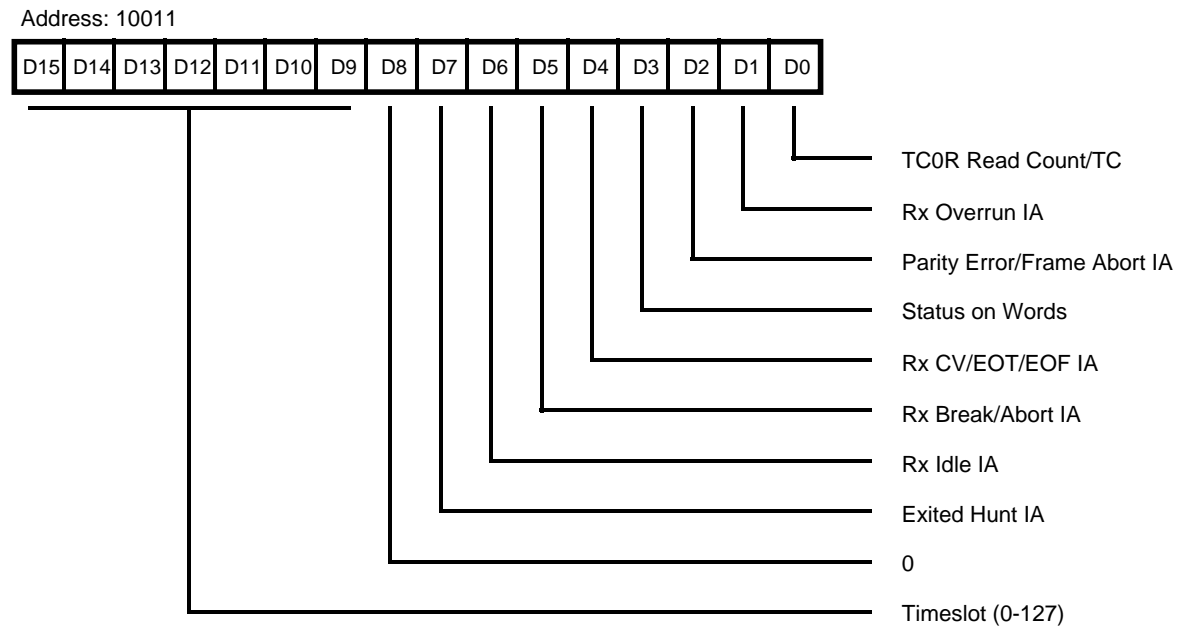 Address: 10011
D15 D14 D13 D12 D11 D10 D9 D8 D7 D6 D5 D4 D3 D2 D1 D0
TC0R Read Count/TC
Rx Overrun IA
Parity Error/Frame Abort IA
Status on Words
Rx CV/EOT/EOF IA
Rx Break/Abort IA
Rx Idle IA
Exited Hunt IA
0
Timeslot (0-127)